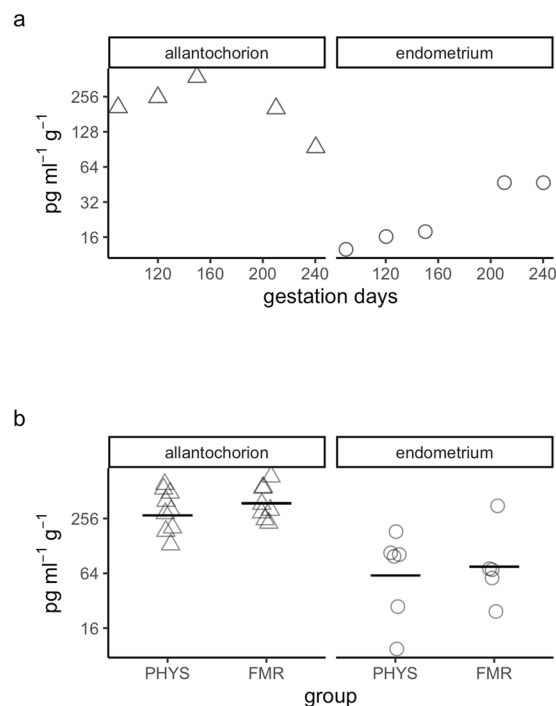 a
allantochorion endometrium
256
128
64
32
16
pg ml⁻¹ g⁻¹
120 160 200 240 120 160 200 240
gestation days
b
allantochorion endometrium
256
64
16
pg ml⁻¹ g⁻¹
PHYS FMR PHYS FMR
group